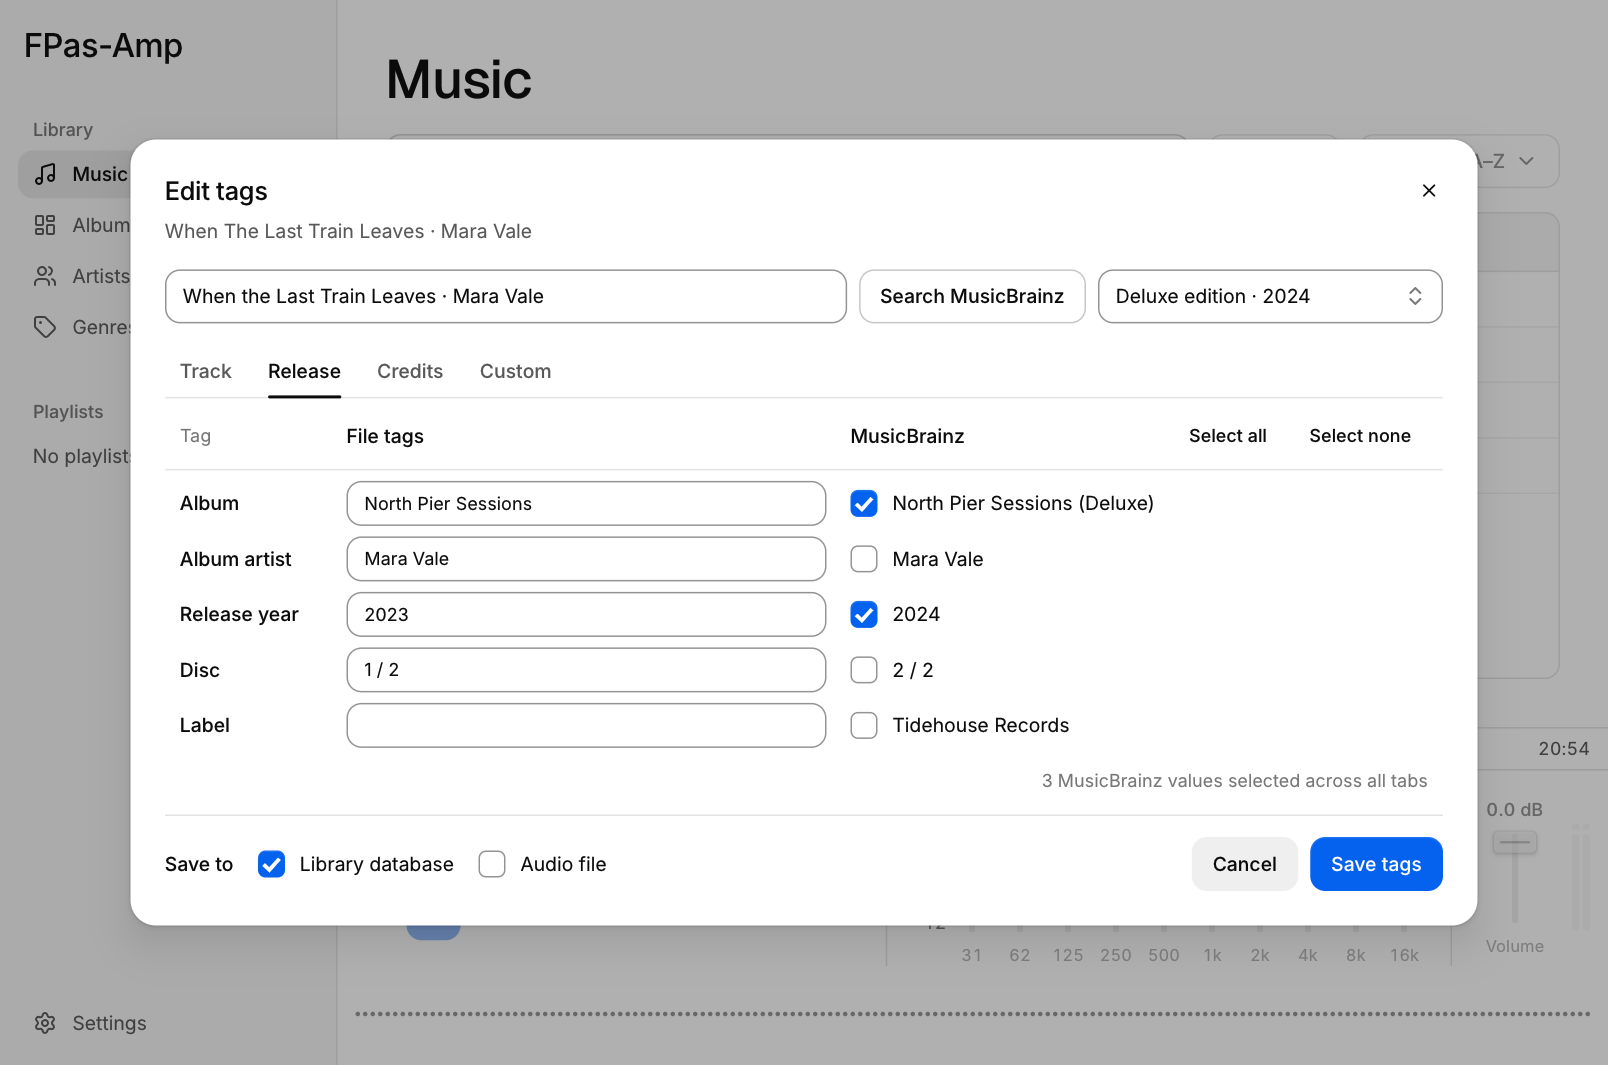 FPas-Amp
Library
Music
Album
Artists
Genres
Playlists
No playlists
Settings
Music
A–Z
Edit tags
When The Last Train Leaves · Mara Vale
When the Last Train Leaves · Mara Vale
Search MusicBrainz
Deluxe edition · 2024
Track Release Credits Custom
Tag File tags MusicBrainz Select all Select none
Album North Pier Sessions North Pier Sessions (Deluxe)
Album artist Mara Vale Mara Vale
Release year 2023 2024
Disc 1 / 2 2 / 2
Label Tidehouse Records
3 MusicBrainz values selected across all tabs
Save to Library database Audio file Cancel Save tags
20:54
0.0 dB
31 62 125 250 500 1k 2k 4k 8k 16k
Volume